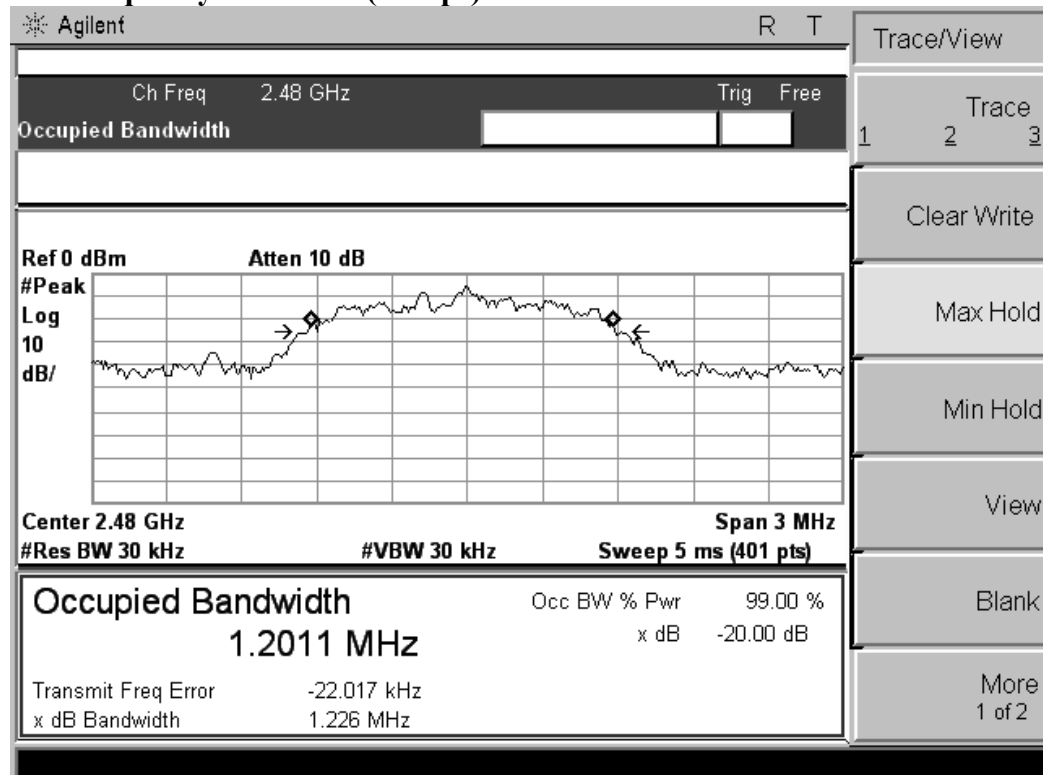 Agilent R T
Trace/View
Ch Freq 2.48 GHz Trig Free
Occupied Bandwidth
Trace
1 2 3
Clear Write
Max Hold
Min Hold
View
Blank
More
1 of 2
Ref 0 dBm Atten 10 dB
#Peak
Log
10
dB/
Center 2.48 GHz Span 3 MHz
#Res BW 30 kHz #VBW 30 kHz Sweep 5 ms (401 pts)
Occupied Bandwidth
1.2011 MHz
Occ BW % Pwr 99.00 %
x dB -20.00 dB
Transmit Freq Error -22.017 kHz
x dB Bandwidth 1.226 MHz